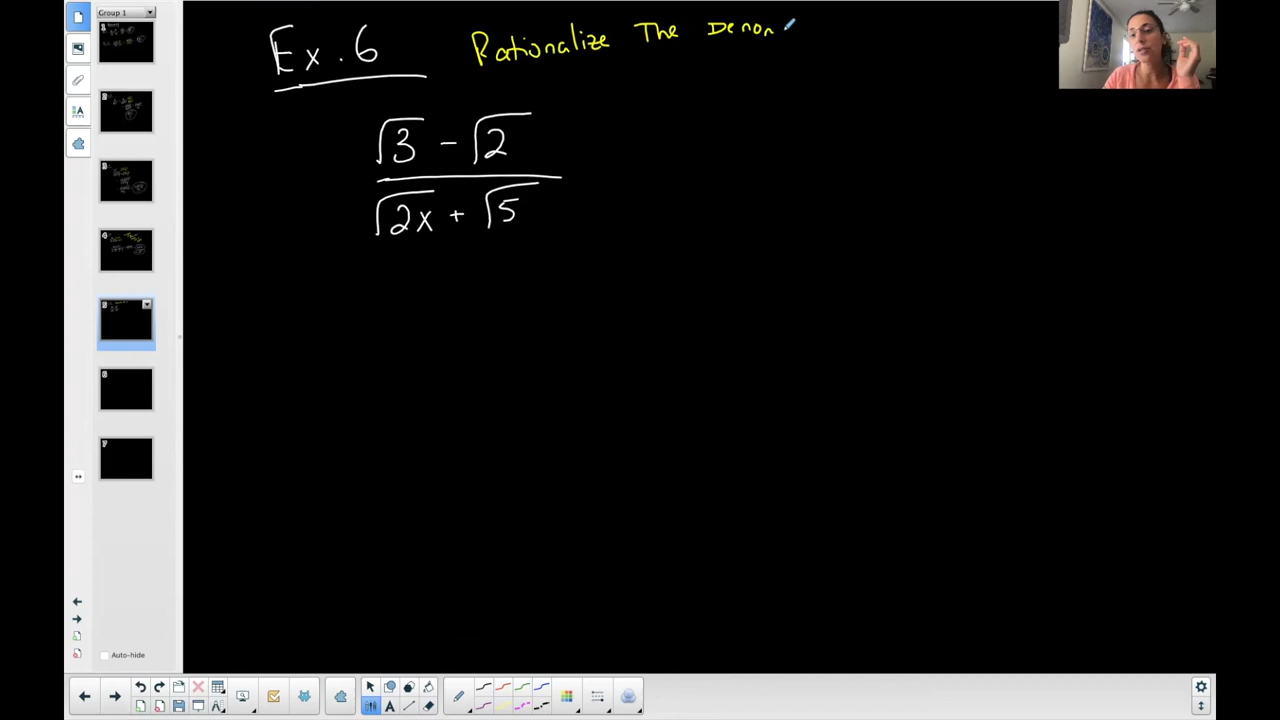 Group 1
Ex. 6 Rationalize The Denom
√3 - √2
√2x + √5
Auto-hide